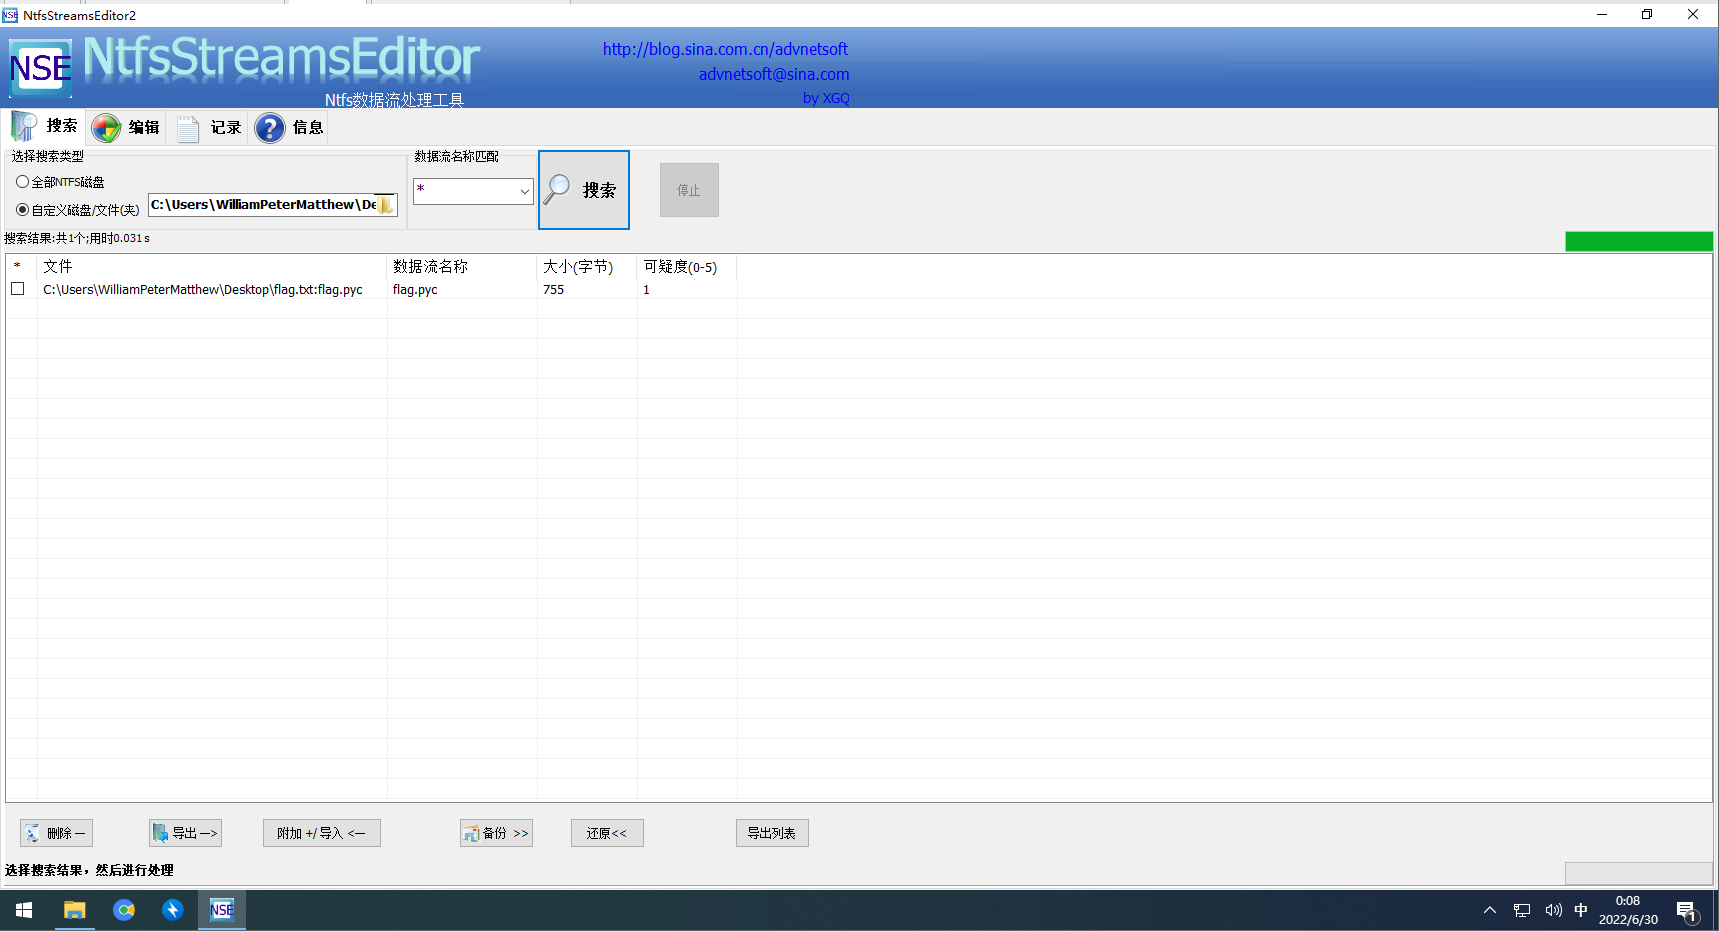 NSE NtfsStreamsEditor2
NSE NtfsStreamsEditor
Ntfs数据流处理工具
http://blog.sina.com.cn/advnetsoft
advnetsoft@sina.com
by XGQ
搜索 编辑 记录 ? 信息
选择搜索类型 数据流名称匹配
全部NTFS磁盘
自定义磁盘/文件(夹) C:\Users\WilliamPeterMatthew\De * 搜索 停止
搜索结果:共1个;用时0.031s
* 文件 数据流名称 大小(字节) 可疑度(0-5)
C:\Users\WilliamPeterMatthew\Desktop\flag.txt:flag.pyc flag.pyc 755 1
删除 — 导出 —> 附加 +/ 导入 <— 备份 >> 还原<< 导出列表
选择搜索结果，然后进行处理
NSE 中 0:08
2022/6/30 1